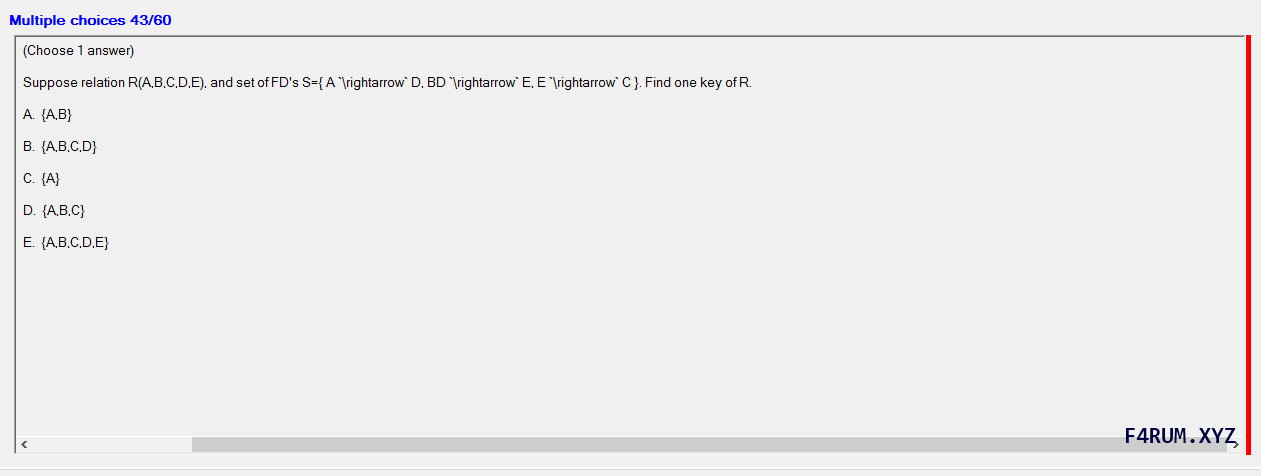 Multiple choices 43/60
(Choose 1 answer)
Suppose relation R(A,B,C,D,E), and set of FD's S={ A `\rightarrow` D, BD `\rightarrow` E, E `\rightarrow` C }. Find one key of R.
A. {A,B}
B. {A,B,C,D}
C. {A}
D. {A,B,C}
E. {A,B,C,D,E}
F4RUM.XYZ